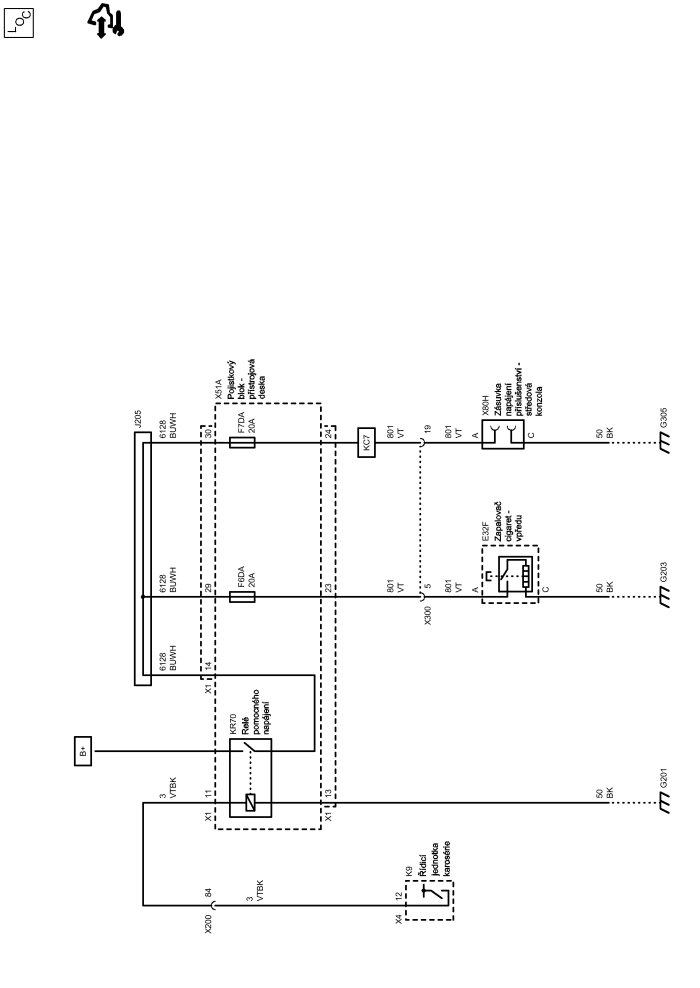 LOC
J205
6128
BUWH
6128
BUWH
6128
BUWH
B+
3
VTBK
X1
11
X1
14
29
30
X51A
Pojistkový
blok -
přístrojová
deska
KR70
Relé
pomocného
napájení
F6DA
20A
F7DA
20A
X1
13
23
24
KC7
X200
84
3
VTBK
X4
12
K9
Řídicí
jednotka
karosérie
801
VT
801
VT
X300
5
19
801
VT
801
VT
A
A
E32F
Zapalovač
cigaret -
vpředu
X80H
Zásuvka
napájení
příslušenství -
středová
konzola
C
C
50
BK
50
BK
50
BK
G201
G203
G305